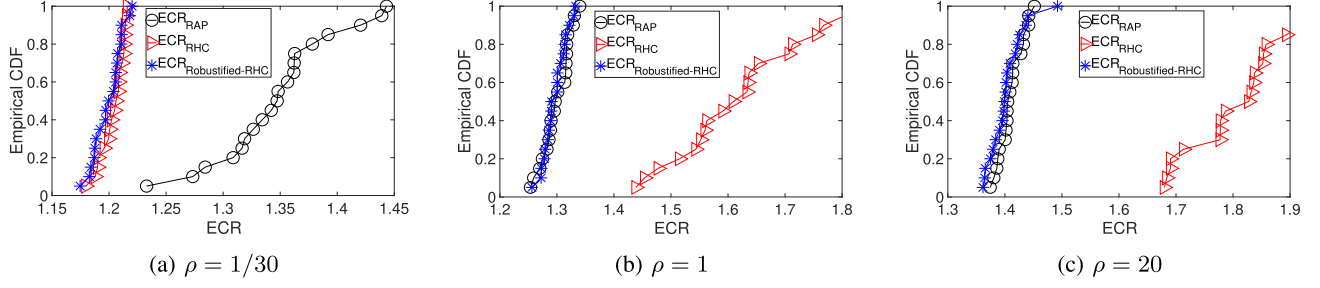 1
0.8
0.6
0.4
0.2
0
Empirical CDF
ECR_RAP
ECR_RHC
ECR_Robustified-RHC
1.15 1.2 1.25 1.3 1.35 1.4 1.45
ECR
(a) ρ = 1/30
1
0.8
0.6
0.4
0.2
0
Empirical CDF
ECR_RAP
ECR_RHC
ECR_Robustified-RHC
1.2 1.3 1.4 1.5 1.6 1.7 1.8
ECR
(b) ρ = 1
1
0.8
0.6
0.4
0.2
0
Empirical CDF
ECR_RAP
ECR_RHC
ECR_Robustified-RHC
1.3 1.4 1.5 1.6 1.7 1.8 1.9
ECR
(c) ρ = 20